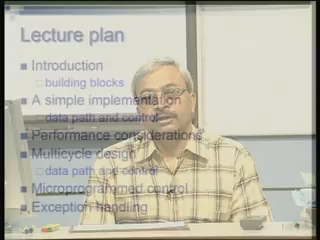 Lecture plan
Introduction
building blocks
A simple implementation
data path and control
Performance considerations
Multicycle design
data path and control
Microprogrammed control
Exception handling